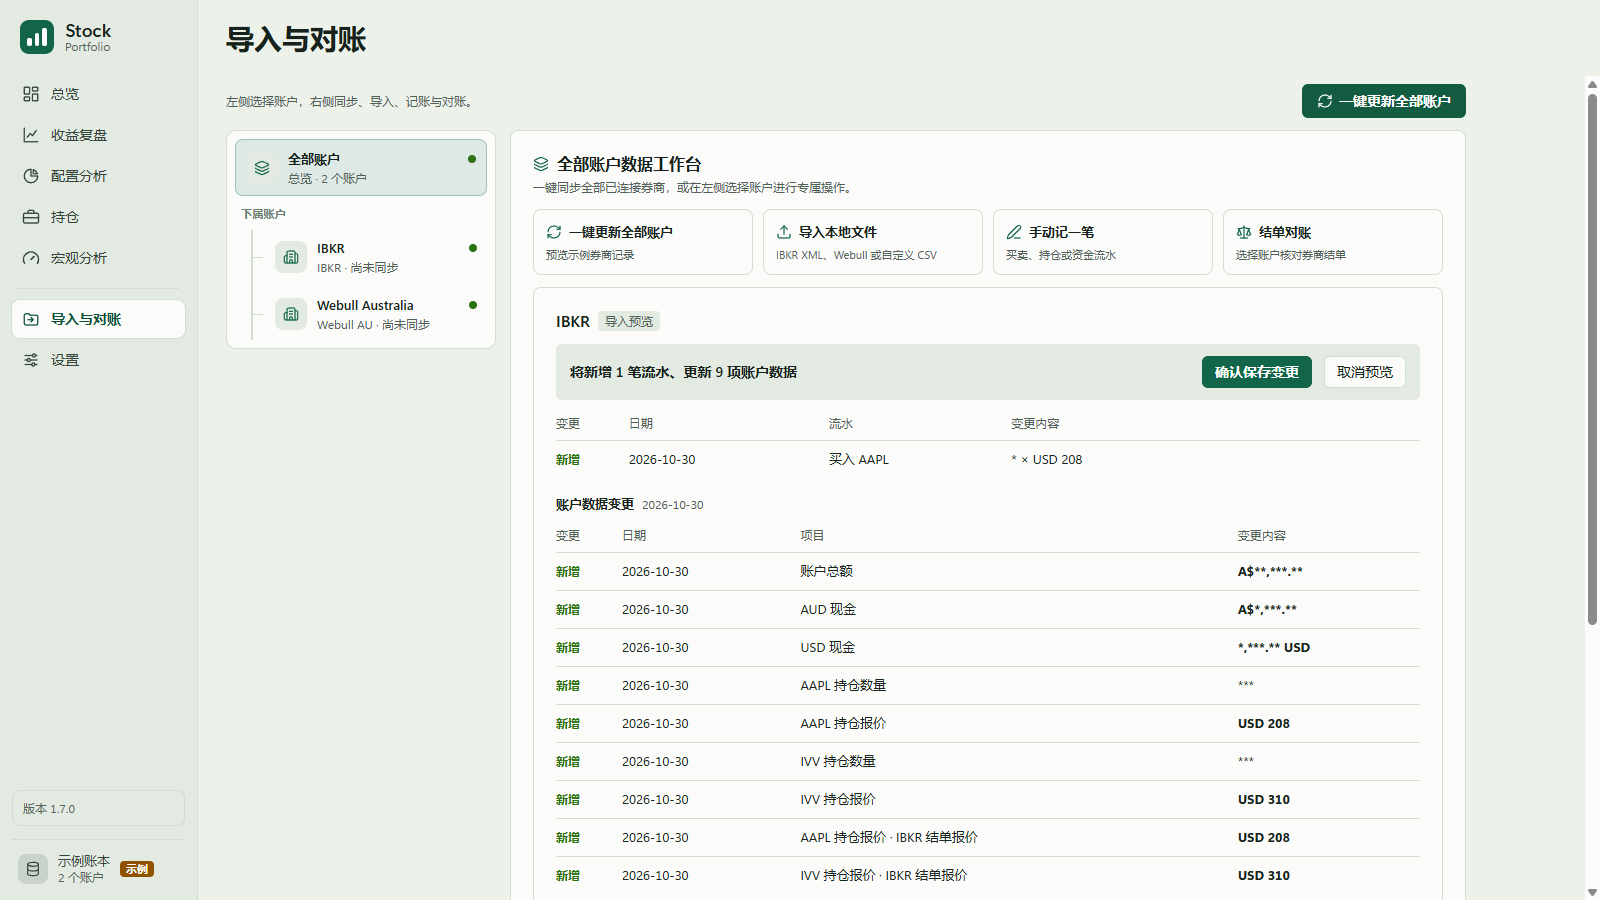 Stock
Portfolio
总览
收益复盘
配置分析
持仓
宏观分析
导入与对账
设置
版本 1.7.0
示例账本
2 个账户
示例
导入与对账
左侧选择账户，右侧同步、导入、记账与对账。
一键更新全部账户
全部账户
总览 · 2 个账户
下属账户
IBKR
IBKR · 尚未同步
Webull Australia
Webull AU · 尚未同步
全部账户数据工作台
一键同步全部已连接券商，或在左侧选择账户进行专属操作。
一键更新全部账户
预览示例券商记录
导入本地文件
IBKR XML、Webull 或自定义 CSV
手动记一笔
买卖、持仓或资金流水
结单对账
选择账户核对券商结单
IBKR 导入预览
将新增 1 笔流水、更新 9 项账户数据
确认保存变更 取消预览
变更 日期 流水 变更内容
新增 2026-10-30 买入 AAPL * × USD 208
账户数据变更 2026-10-30
变更 日期 项目 变更内容
新增 2026-10-30 账户总额 A$**,***.**
新增 2026-10-30 AUD 现金 A$*,***.**
新增 2026-10-30 USD 现金 *,***.** USD
新增 2026-10-30 AAPL 持仓数量 ***
新增 2026-10-30 AAPL 持仓报价 USD 208
新增 2026-10-30 IVV 持仓数量 ***
新增 2026-10-30 IVV 持仓报价 USD 310
新增 2026-10-30 AAPL 持仓报价 · IBKR 结单报价 USD 208
新增 2026-10-30 IVV 持仓报价 · IBKR 结单报价 USD 310